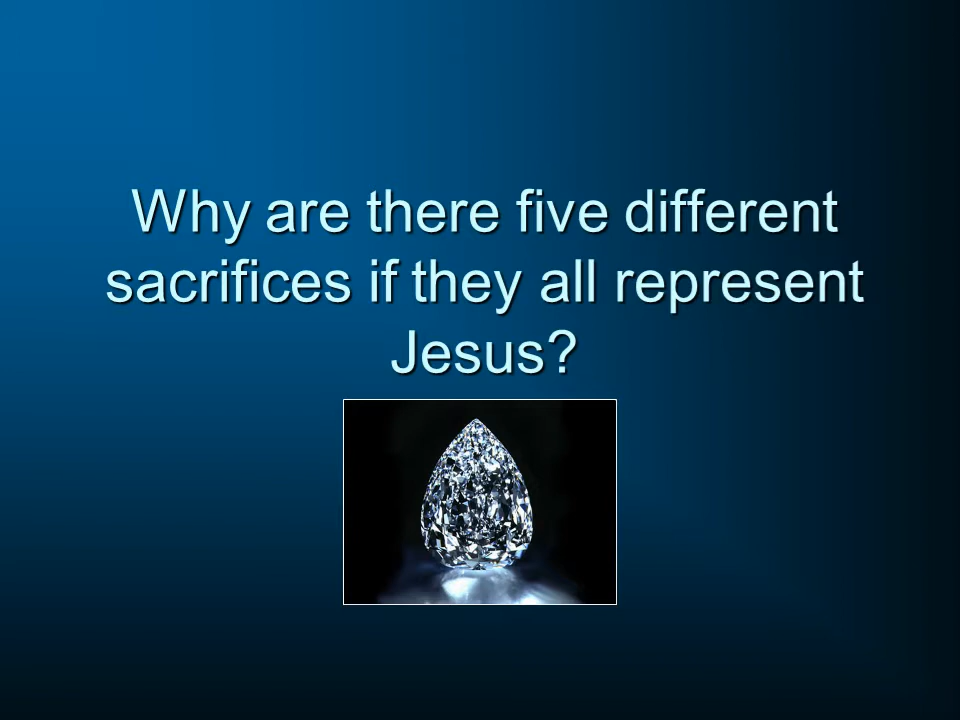 Why are there five different
sacrifices if they all represent
Jesus?